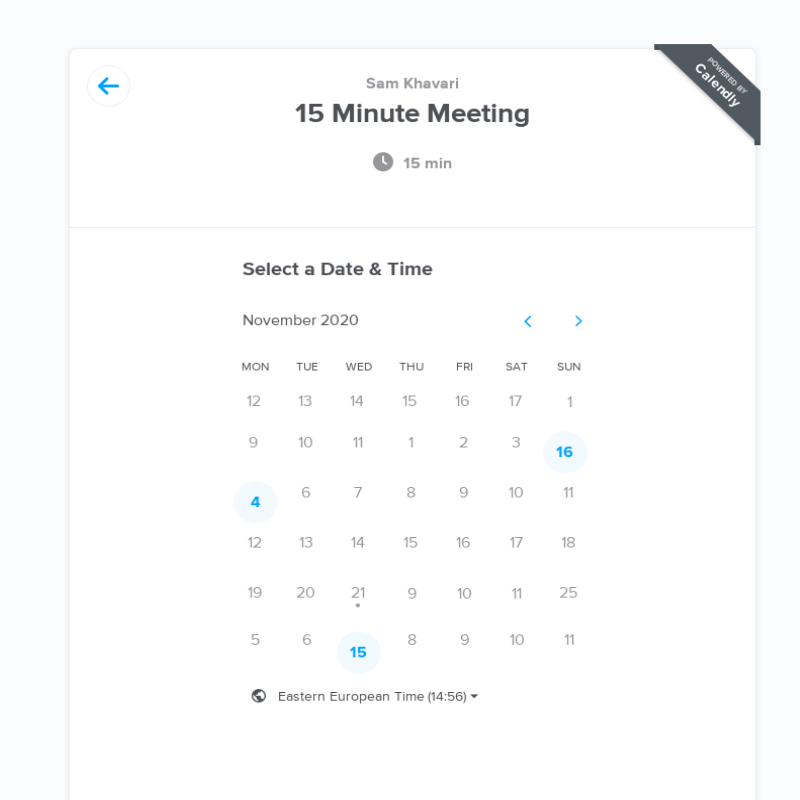 POWERED BY
Calendly
Sam Khavari
15 Minute Meeting
15 min
Select a Date & Time
November 2020
MON TUE WED THU FRI SAT SUN
12 13 14 15 16 17 1
9 10 11 1 2 3 16
4 6 7 8 9 10 11
12 13 14 15 16 17 18
19 20 21 9 10 11 25
5 6 15 8 9 10 11
Eastern European Time (14:56)